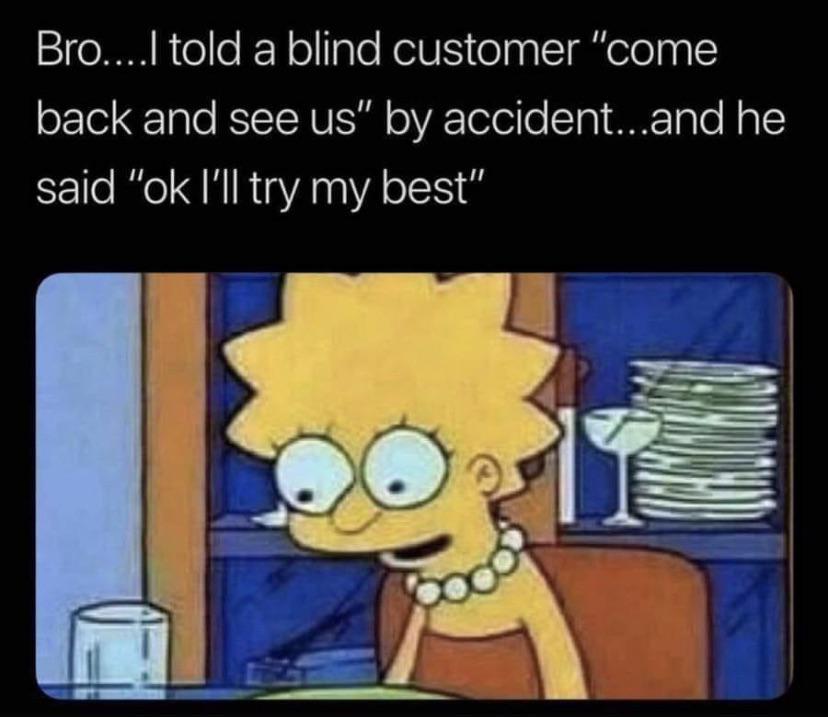 Bro....I told a blind customer "come
back and see us" by accident...and he
said "ok I'll try my best"